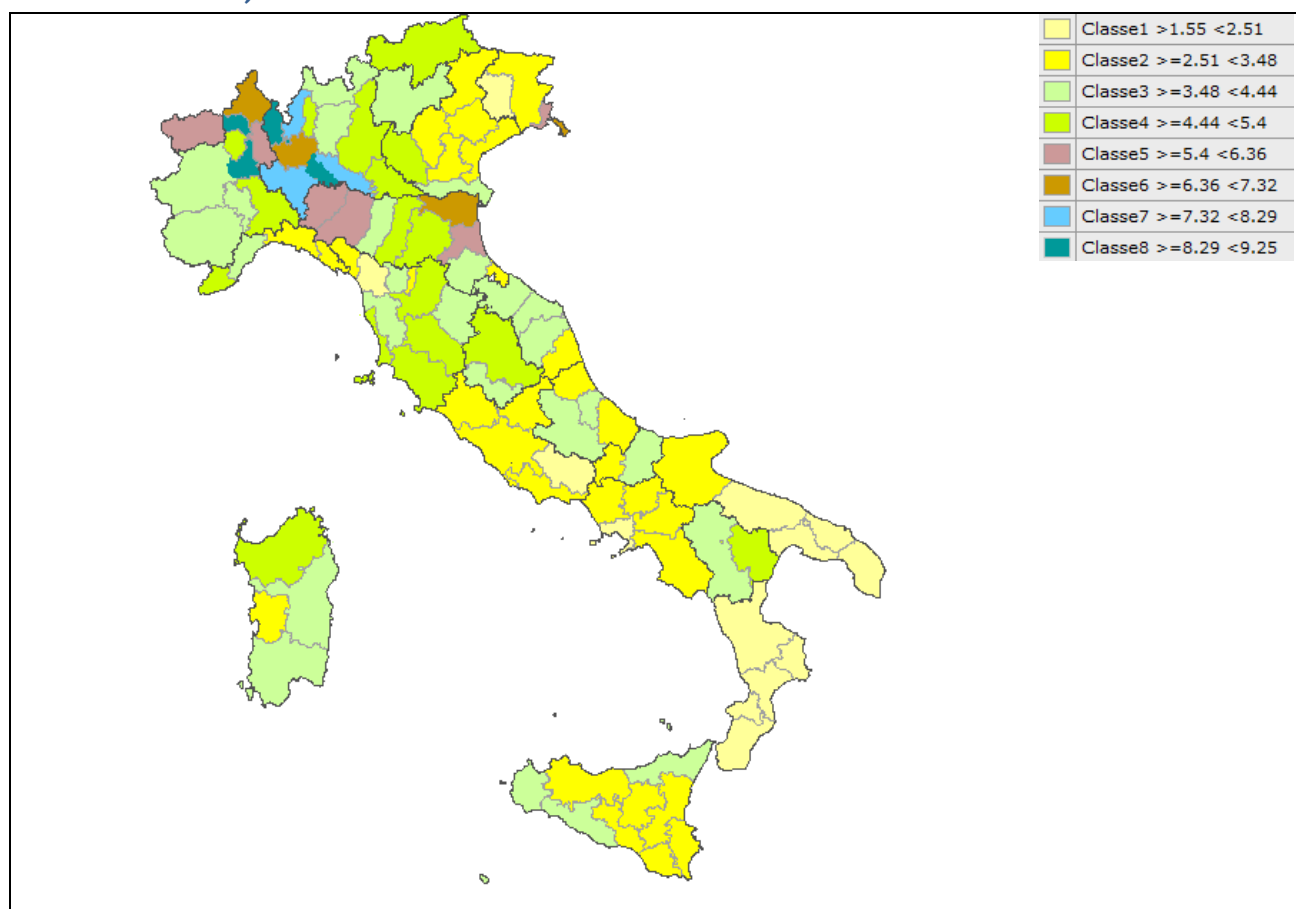 Classe1 >1.55 <2.51
Classe2 >=2.51 <3.48
Classe3 >=3.48 <4.44
Classe4 >=4.44 <5.4
Classe5 >=5.4 <6.36
Classe6 >=6.36 <7.32
Classe7 >=7.32 <8.29
Classe8 >=8.29 <9.25